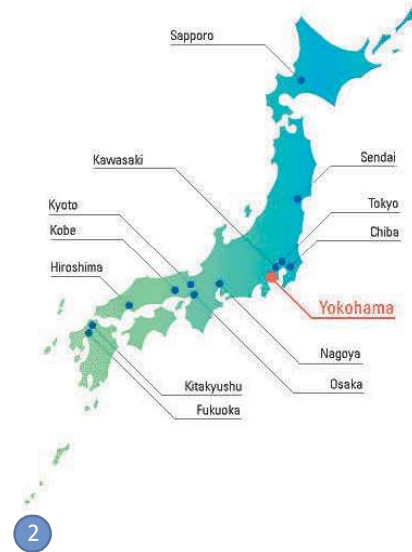 Sapporo
Kawasaki
Sendai
Kyoto
Tokyo
Kobe
Chiba
Hiroshima
Yokohama
Nagoya
Kitakyushu
Osaka
Fukuoka
2